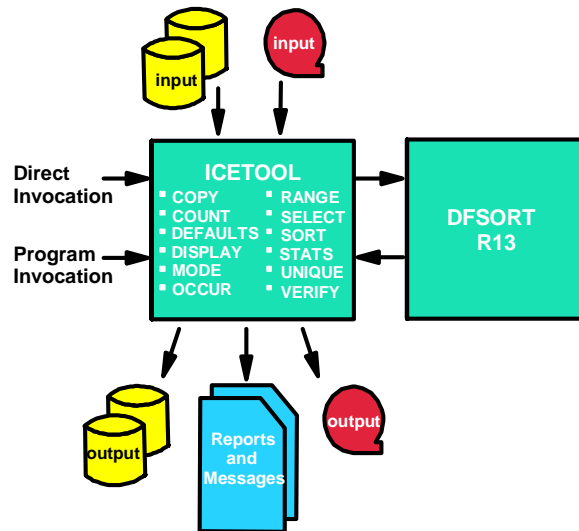 input
input
Direct
Invocation
Program
Invocation
ICETOOL
▪ COPY
▪ COUNT
▪ DEFAULTS
▪ DISPLAY
▪ MODE
▪ OCCUR
▪ RANGE
▪ SELECT
▪ SORT
▪ STATS
▪ UNIQUE
▪ VERIFY
DFSORT
R13
output
Reports
and
Messages
output